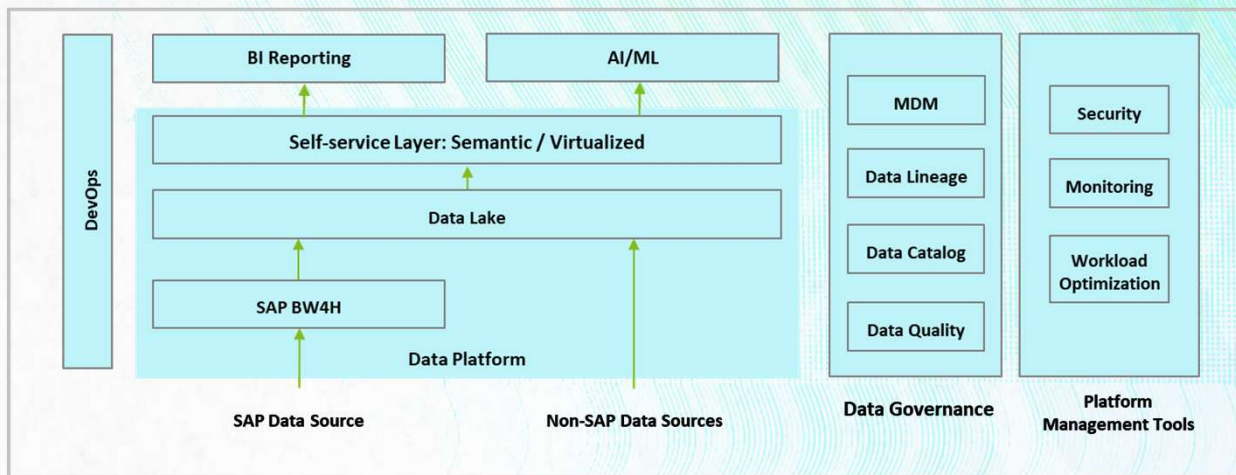 DevOps
BI Reporting
AI/ML
Self-service Layer: Semantic / Virtualized
Data Lake
SAP BW4H
Data Platform
SAP Data Source
Non-SAP Data Sources
MDM
Data Lineage
Data Catalog
Data Quality
Data Governance
Security
Monitoring
Workload
Optimization
Platform
Management Tools